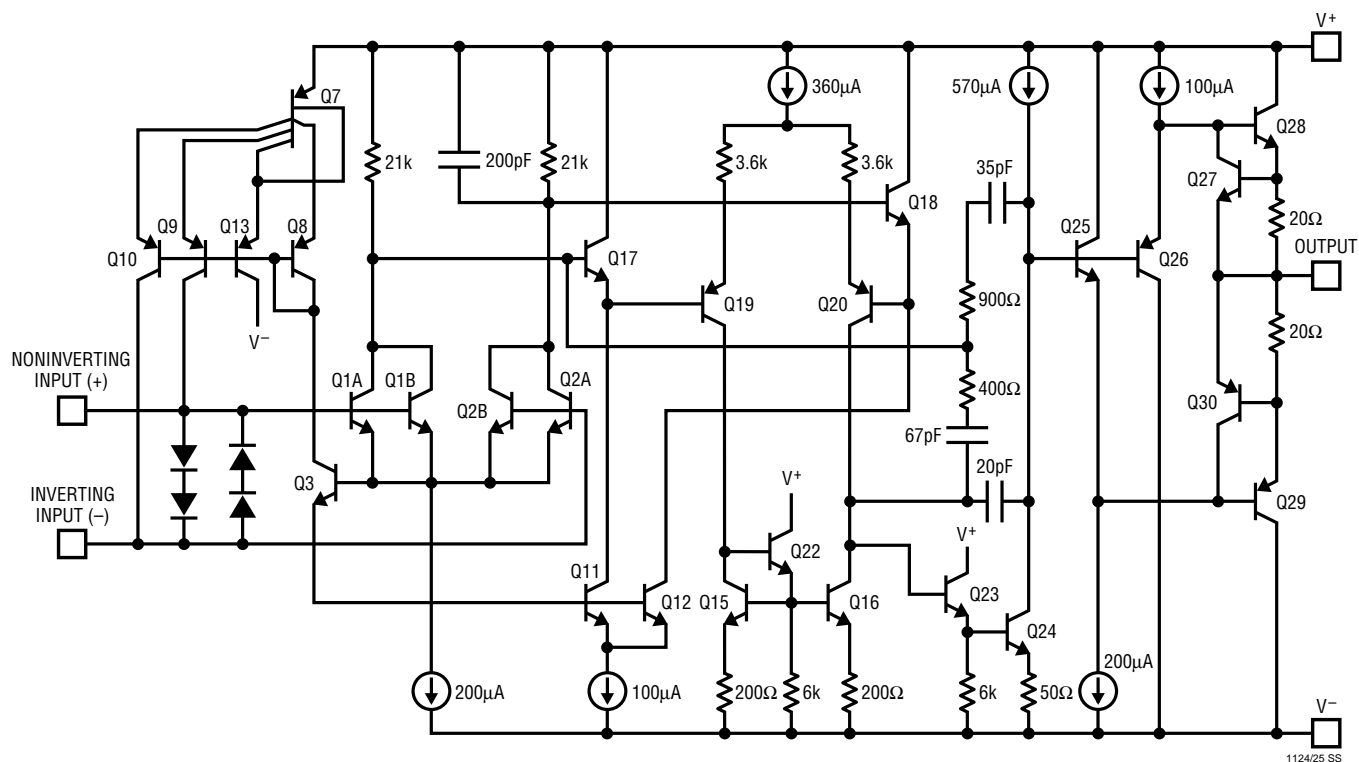 V+
Q7
360µA
570µA
100µA
Q28
21k
200pF
21k
3.6k
3.6k
35pF
Q27
Q18
20Ω
Q9
Q13
Q8
Q25
OUTPUT
Q10
Q17
Q26
Q19
Q20
900Ω
20Ω
V–
NONINVERTING
INPUT (+)
Q1A
Q1B
Q2A
Q2B
400Ω
Q30
67pF
20pF
Q3
V+
Q29
INVERTING
INPUT (–)
V+
Q22
Q11
Q12
Q15
Q16
Q23
Q24
200µA
200µA
100µA
200Ω
6k
200Ω
6k
50Ω
V–
1124/25 SS